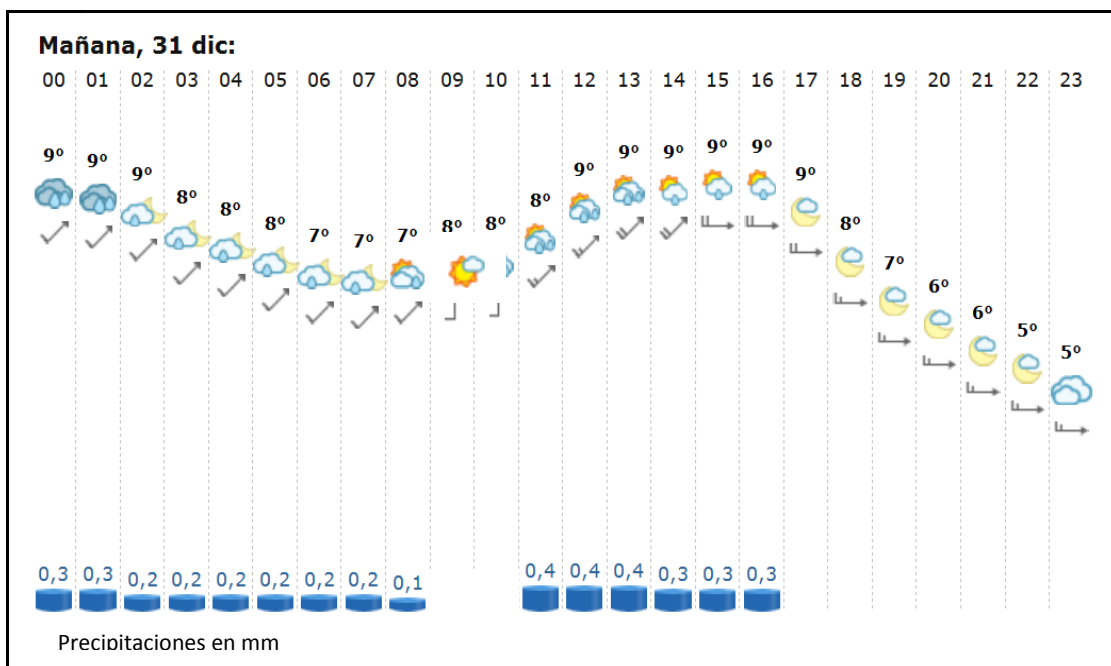 Mañana, 31 dic:
00 01 02 03 04 05 06 07 08 09 10 11 12 13 14 15 16 17 18 19 20 21 22 23
9º 9º 9º 8º 8º 8º 7º 7º 7º 8º 8º 8º 9º 9º 9º 9º 9º 9º 8º 7º 6º 6º 5º 5º
0,3 0,3 0,2 0,2 0,2 0,2 0,2 0,2 0,1 0,4 0,4 0,4 0,3 0,3 0,3
Precipitaciones en mm